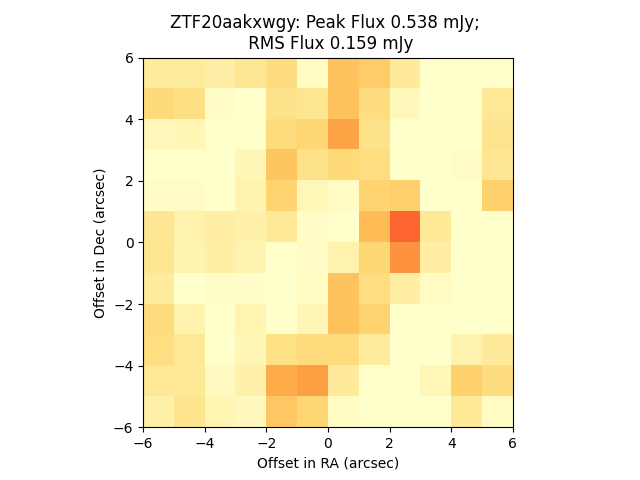 ZTF20aakxwgy: Peak Flux 0.538 mJy;
RMS Flux 0.159 mJy
6
4
2
0
−2
−4
−6
Offset in Dec (arcsec)
−6 −4 −2 0 2 4 6
Offset in RA (arcsec)